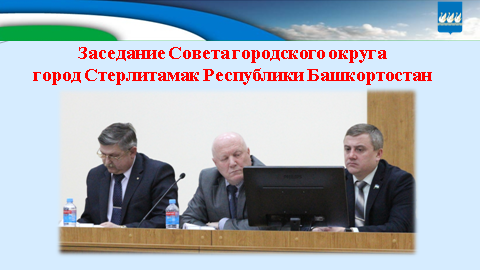 Заседание Совета городского округа
город Стерлитамак Республики Башкортостан